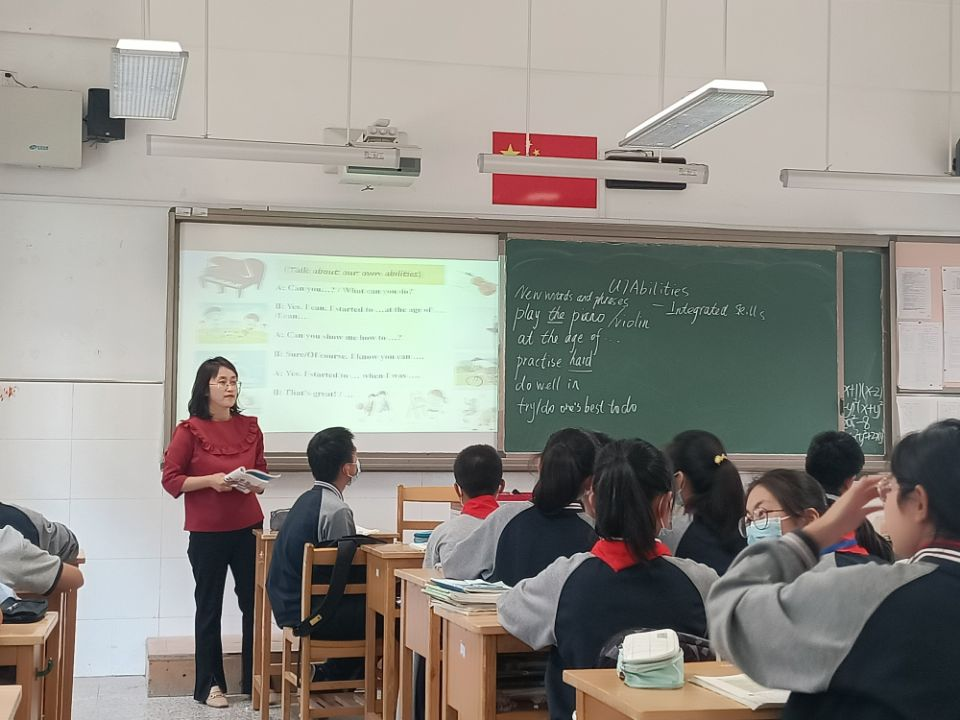 (Talk about our own abilities)
A: Can you...? / What can you do?
B: Yes, I can. I started to ...at the age of....
I can...
A: Can you show me how to ...?
B: Sure/Of course. I know you can .....
A: Yes. I started to ... when I was .....
B: That's great! / ...
U7Abilities
- Integrated Skills
New words and phrases
play the piano / violin
at the age of ...
practise hard
do well in
try/do one's best to do